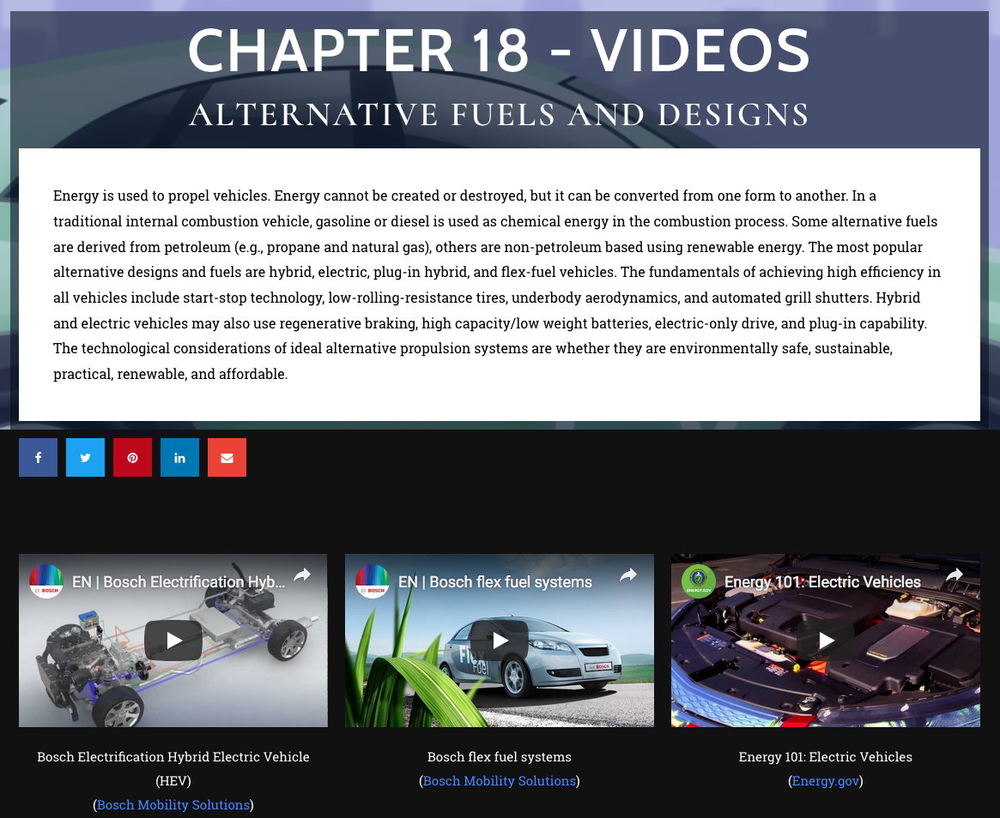 CHAPTER 18 - VIDEOS
ALTERNATIVE FUELS AND DESIGNS
Energy is used to propel vehicles. Energy cannot be created or destroyed, but it can be converted from one form to another. In a
traditional internal combustion vehicle, gasoline or diesel is used as chemical energy in the combustion process. Some alternative fuels
are derived from petroleum (e.g., propane and natural gas), others are non-petroleum based using renewable energy. The most popular
alternative designs and fuels are hybrid, electric, plug-in hybrid, and flex-fuel vehicles. The fundamentals of achieving high efficiency in
all vehicles include start-stop technology, low-rolling-resistance tires, underbody aerodynamics, and automated grill shutters. Hybrid
and electric vehicles may also use regenerative braking, high capacity/low weight batteries, electric-only drive, and plug-in capability.
The technological considerations of ideal alternative propulsion systems are whether they are environmentally safe, sustainable,
practical, renewable, and affordable.
BOSCH
EN | Bosch Electrification Hyb...
BOSCH
EN | Bosch flex fuel systems
Flex
Fuel
BOSCH
ENERGY.GOV
Energy 101: Electric Vehicles
Bosch Electrification Hybrid Electric Vehicle
(HEV)
(Bosch Mobility Solutions)
Bosch flex fuel systems
(Bosch Mobility Solutions)
Energy 101: Electric Vehicles
(Energy.gov)